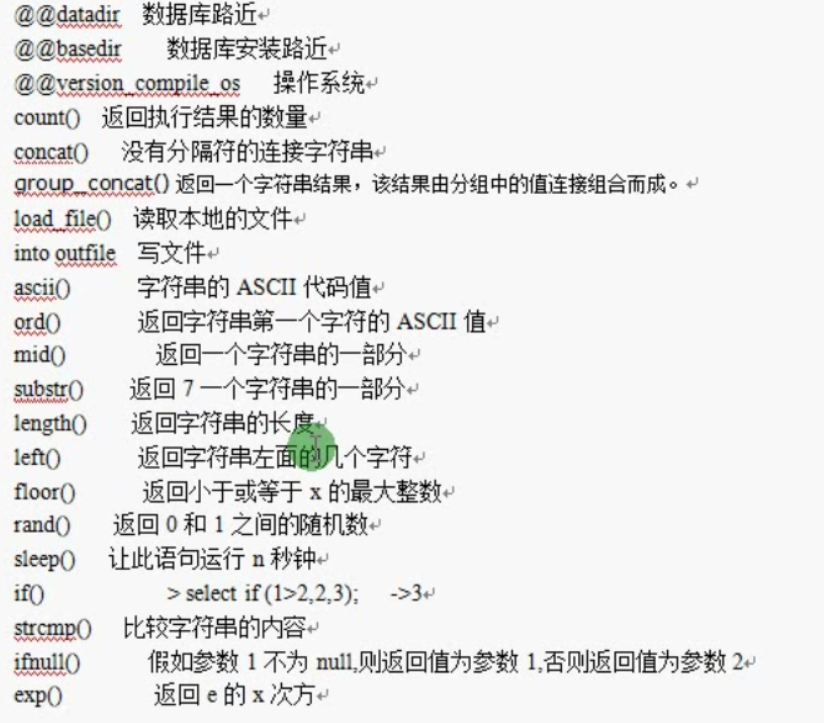 @@datadir 数据库路近
@@basedir 数据库安装路近
@@version_compile_os 操作系统
count() 返回执行结果的数量
concat() 没有分隔符的连接字符串
group_concat() 返回一个字符串结果，该结果由分组中的值连接组合而成。
load_file() 读取本地的文件
into outfile 写文件
ascii() 字符串的 ASCII 代码值
ord() 返回字符串第一个字符的 ASCII 值
mid() 返回一个字符串的一部分
substr() 返回 7 一个字符串的一部分
length() 返回字符串的长度
left() 返回字符串左面的几个字符
floor() 返回小于或等于 x 的最大整数
rand() 返回 0 和 1 之间的随机数
sleep() 让此语句运行 n 秒钟
if() > select if (1>2,2,3); ->3
strcmp() 比较字符串的内容
ifnull() 假如参数 1 不为 null,则返回值为参数 1,否则返回值为参数 2
exp() 返回 e 的 x 次方